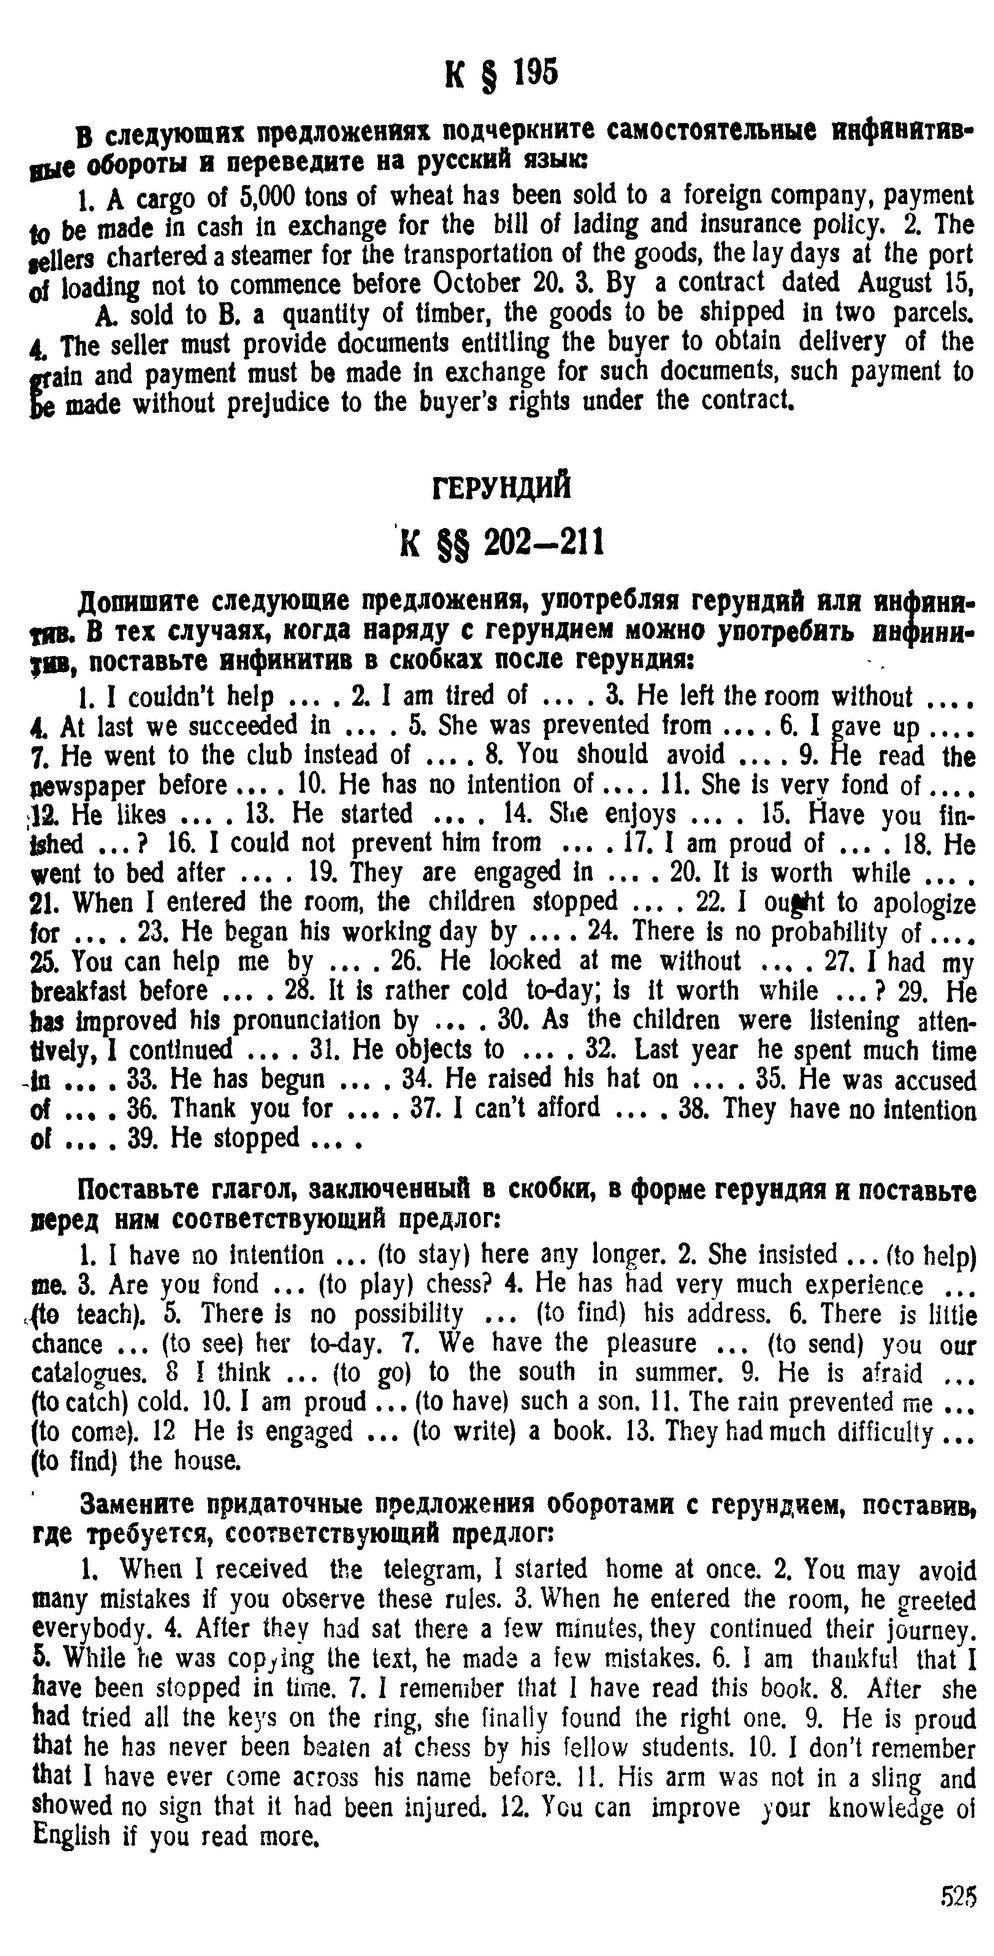 К § 195
В следующих предложениях подчеркните самостоятельные инфинитив-
ные обороты и переведите на русский язык:
1. A cargo of 5,000 tons of wheat has been sold to a foreign company, payment
to be made in cash in exchange for the bill of lading and insurance policy. 2. The
sellers chartered a steamer for the transportation of the goods, the lay days at the port
of loading not to commence before October 20. 3. By a contract dated August 15,
A. sold to B. a quantity of timber, the goods to be shipped in two parcels.
4. The seller must provide documents entitling the buyer to obtain delivery of the
grain and payment must be made in exchange for such documents, such payment to
be made without prejudice to the buyer's rights under the contract.
ГЕРУНДИЙ
К §§ 202—211
Допишите следующие предложения, употребляя герундий или инфини-
тив. В тех случаях, когда наряду с герундием можно употребить инфини-
тив, поставьте инфинитив в скобках после герундия:
1. I couldn't help ... . 2. I am tired of ... . 3. He left the room without ....
4. At last we succeeded in ... . 5. She was prevented from .... 6. I gave up ....
7. He went to the club instead of .... 8. You should avoid .... 9. He read the
newspaper before .... 10. He has no intention of .... 11. She is very fond of ....
12. He likes ... . 13. He started ... . 14. She enjoys ... . 15. Have you fin-
ished ...? 16. I could not prevent him from ... . 17. I am proud of ... . 18. He
went to bed after ... . 19. They are engaged in ... . 20. It is worth while ... .
21. When I entered the room, the children stopped ... . 22. I ought to apologize
for ... . 23. He began his working day by .... 24. There is no probability of ....
25. You can help me by ... . 26. He looked at me without ... . 27. I had my
breakfast before ... . 28. It is rather cold to-day; is it worth while ...? 29. He
has improved his pronunciation by ... . 30. As the children were listening atten-
tively, I continued ... . 31. He objects to ... . 32. Last year he spent much time
in ... . 33. He has begun ... . 34. He raised his hat on ... . 35. He was accused
of ... . 36. Thank you for ... . 37. I can't afford ... . 38. They have no intention
of ... . 39. He stopped ... .
Поставьте глагол, заключенный в скобки, в форме герундия и поставьте
перед ним соответствующий предлог:
1. I have no intention ... (to stay) here any longer. 2. She insisted ... (to help)
me. 3. Are you fond ... (to play) chess? 4. He has had very much experience ...
(to teach). 5. There is no possibility ... (to find) his address. 6. There is little
chance ... (to see) her to-day. 7. We have the pleasure ... (to send) you our
catalogues. 8 I think ... (to go) to the south in summer. 9. He is afraid ...
(to catch) cold. 10. I am proud ... (to have) such a son. 11. The rain prevented me ...
(to come). 12 He is engaged ... (to write) a book. 13. They had much difficulty ...
(to find) the house.
Замените придаточные предложения оборотами с герундием, поставив,
где требуется, соответствующий предлог:
1. When I received the telegram, I started home at once. 2. You may avoid
many mistakes if you observe these rules. 3. When he entered the room, he greeted
everybody. 4. After they had sat there a few minutes, they continued their journey.
5. While he was copying the text, he made a few mistakes. 6. I am thankful that I
have been stopped in time. 7. I remember that I have read this book. 8. After she
had tried all the keys on the ring, she finally found the right one. 9. He is proud
that he has never been beaten at chess by his fellow students. 10. I don't remember
that I have ever come across his name before. 11. His arm was not in a sling and
showed no sign that it had been injured. 12. You can improve your knowledge of
English if you read more.
525